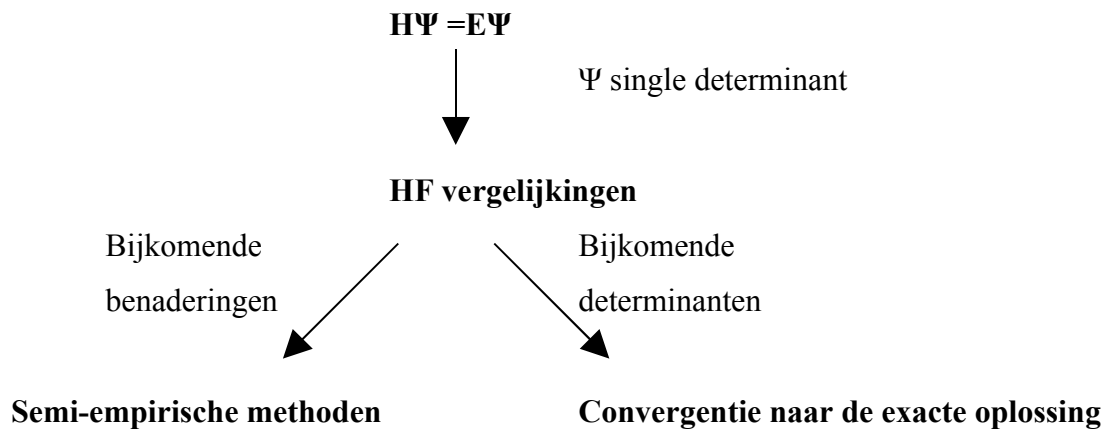 HΨ =EΨ
Ψ single determinant
HF vergelijkingen
Bijkomende
benaderingen
Bijkomende
determinanten
Semi-empirische methoden
Convergentie naar de exacte oplossing